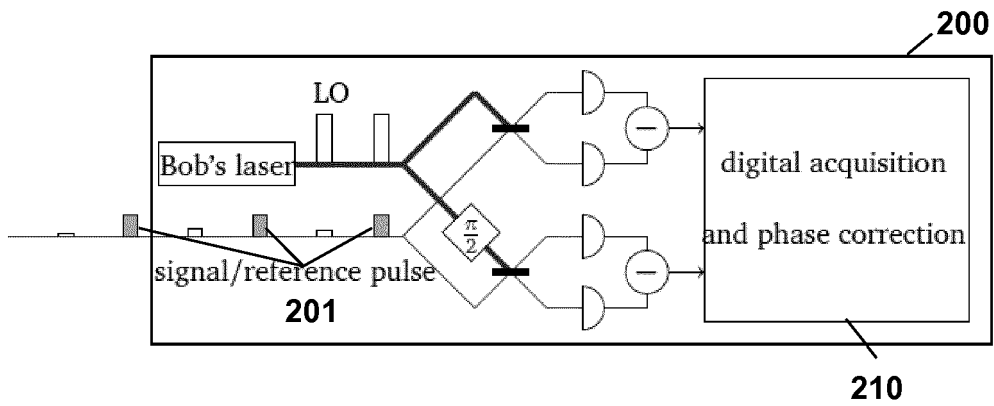 200
LO
Bob's laser
π/2
signal/reference pulse
201
−
−
digital acquisition
and phase correction
210